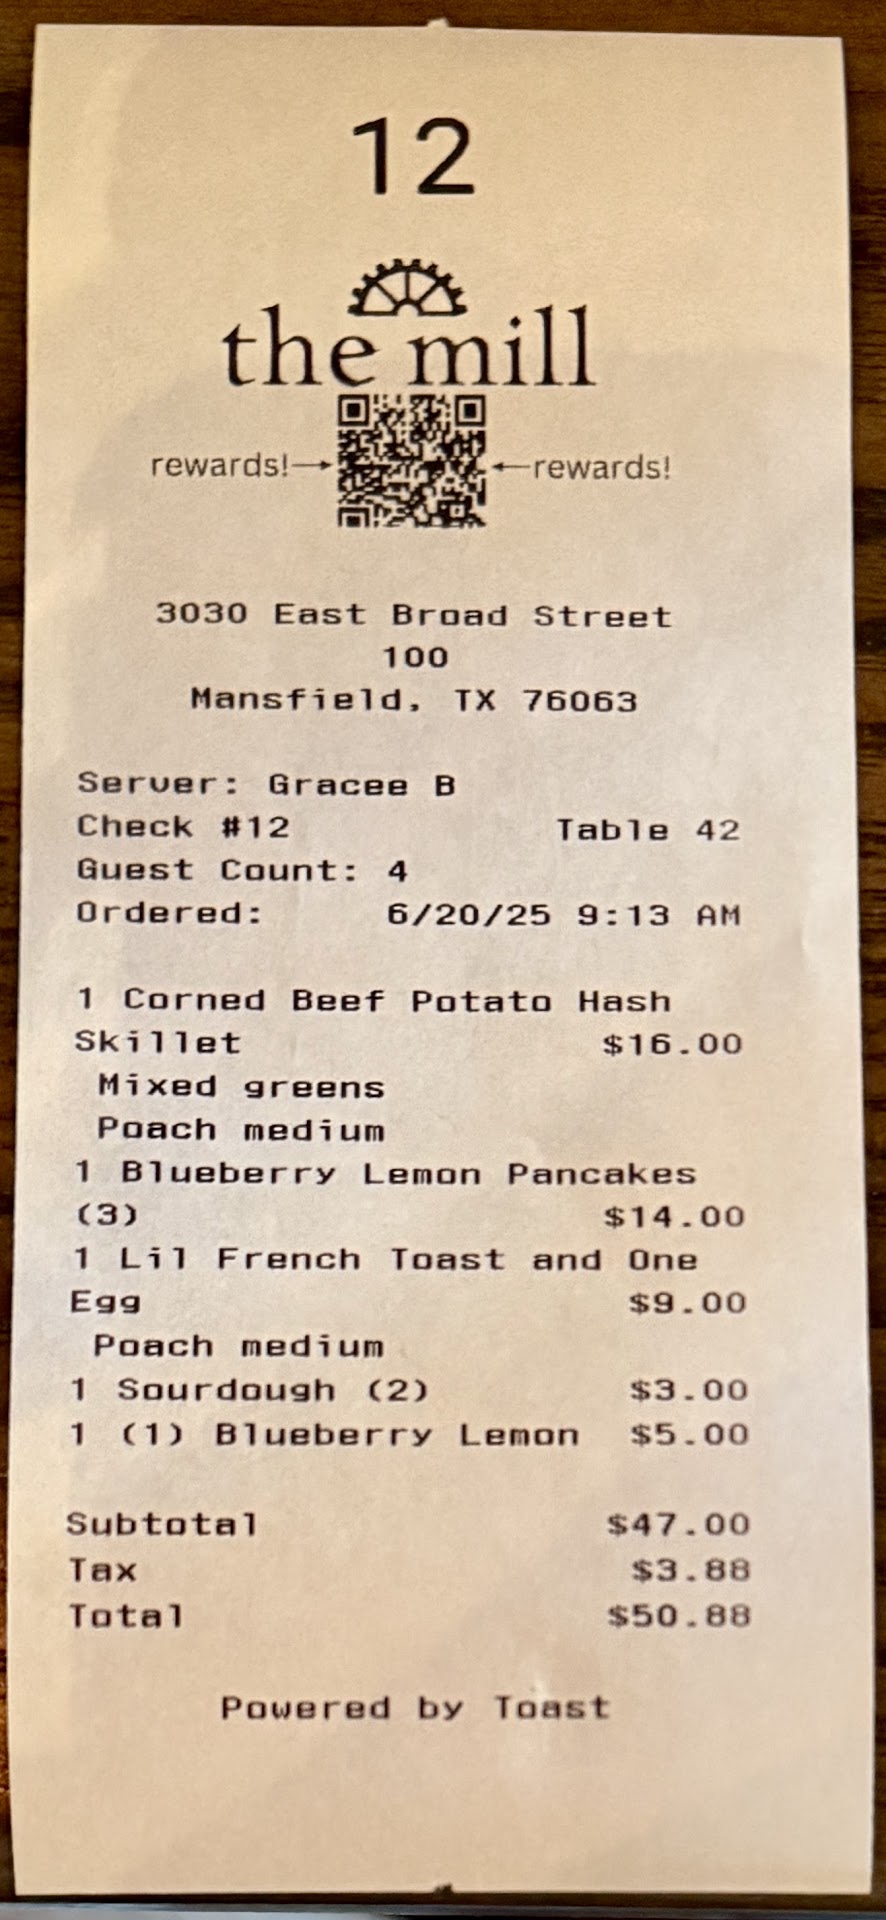 12
the mill
rewards!→ ←rewards!
3030 East Broad Street
100
Mansfield, TX 76063
Server: Gracee B
Check #12 Table 42
Guest Count: 4
Ordered: 6/20/25 9:13 AM
1 Corned Beef Potato Hash
Skillet $16.00
Mixed greens
Poach medium
1 Blueberry Lemon Pancakes
(3) $14.00
1 Lil French Toast and One
Egg $9.00
Poach medium
1 Sourdough (2) $3.00
1 (1) Blueberry Lemon $5.00
Subtotal $47.00
Tax $3.88
Total $50.88
Powered by Toast